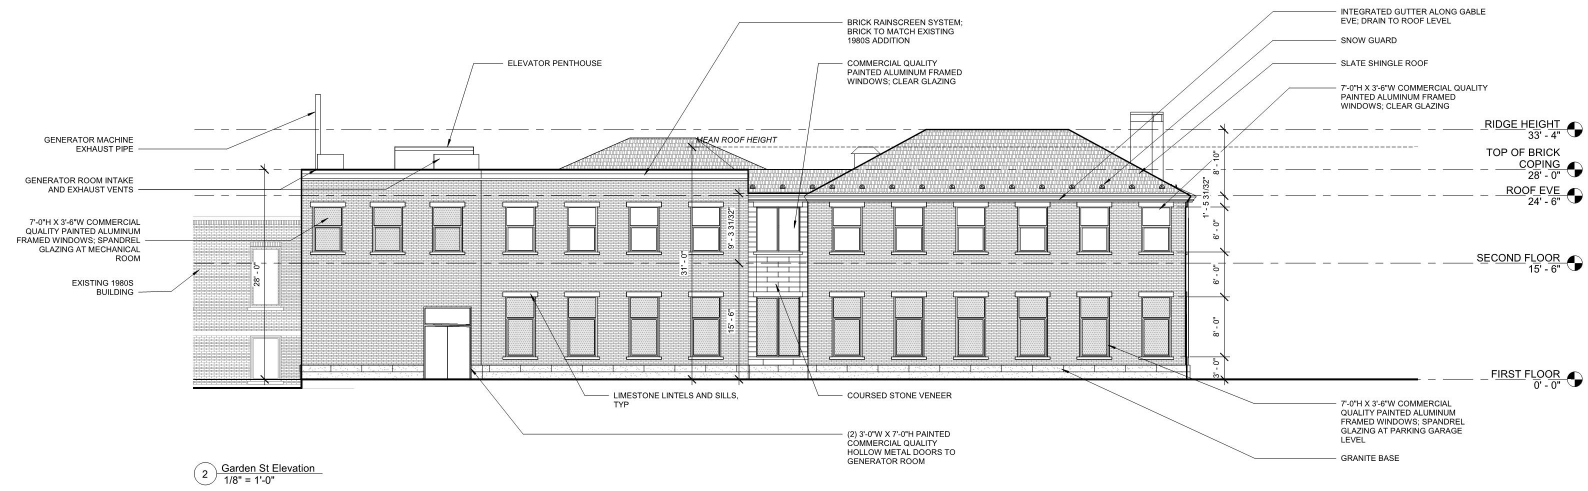 INTEGRATED GUTTER ALONG GABLE
EVE; DRAIN TO ROOF LEVEL
BRICK RAINSCREEN SYSTEM;
BRICK TO MATCH EXISTING
1980S ADDITION
SNOW GUARD
ELEVATOR PENTHOUSE
COMMERCIAL QUALITY
PAINTED ALUMINUM FRAMED
WINDOWS; CLEAR GLAZING
SLATE SHINGLE ROOF
7'-0"H X 3'-6"W COMMERCIAL QUALITY
PAINTED ALUMINUM FRAMED
WINDOWS; CLEAR GLAZING
GENERATOR MACHINE
EXHAUST PIPE
MEAN ROOF HEIGHT
RIDGE HEIGHT
33' - 4"
TOP OF BRICK
COPING
28' - 0"
GENERATOR ROOM INTAKE
AND EXHAUST VENTS
ROOF EVE
24' - 6"
7'-0"H X 3'-6"W COMMERCIAL
QUALITY PAINTED ALUMINUM
FRAMED WINDOWS; SPANDREL
GLAZING AT MECHANICAL
ROOM
SECOND FLOOR
15' - 6"
EXISTING 1980S
BUILDING
28' - 0"
31' - 0"
9' - 3 31/32"
15' - 6"
8' - 10"
1' - 5 31/32"
6' - 0"
6' - 0"
8' - 0"
3' - 0"
FIRST FLOOR
0' - 0"
LIMESTONE LINTELS AND SILLS,
TYP
COURSED STONE VENEER
7'-0"H X 3'-6"W COMMERCIAL
QUALITY PAINTED ALUMINUM
FRAMED WINDOWS; SPANDREL
GLAZING AT PARKING GARAGE
LEVEL
(2) 3'-0"W X 7'-0"H PAINTED
COMMERCIAL QUALITY
HOLLOW METAL DOORS TO
GENERATOR ROOM
GRANITE BASE
2
Garden St Elevation
1/8" = 1'-0"